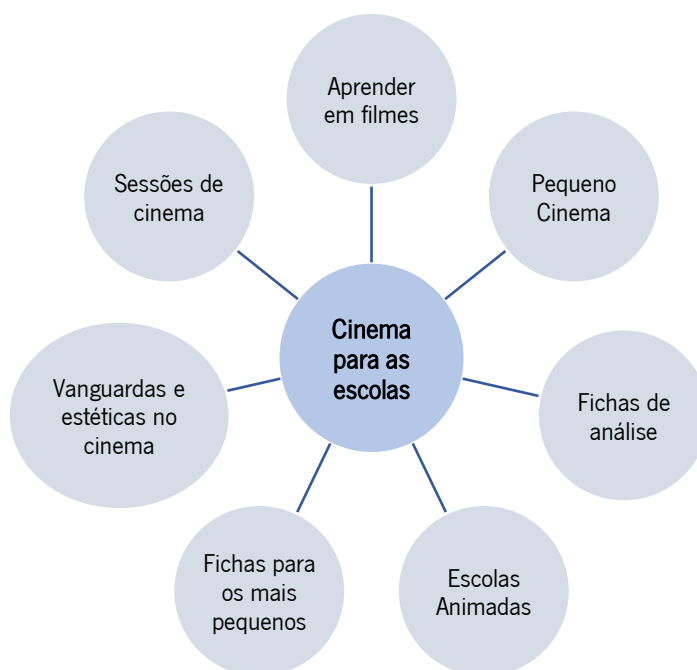 Aprender
em filmes
Sessões de
cinema
Pequeno
Cinema
Cinema
para as
escolas
Vanguardas e
estéticas no
cinema
Fichas de
análise
Fichas para
os mais
pequenos
Escolas
Animadas